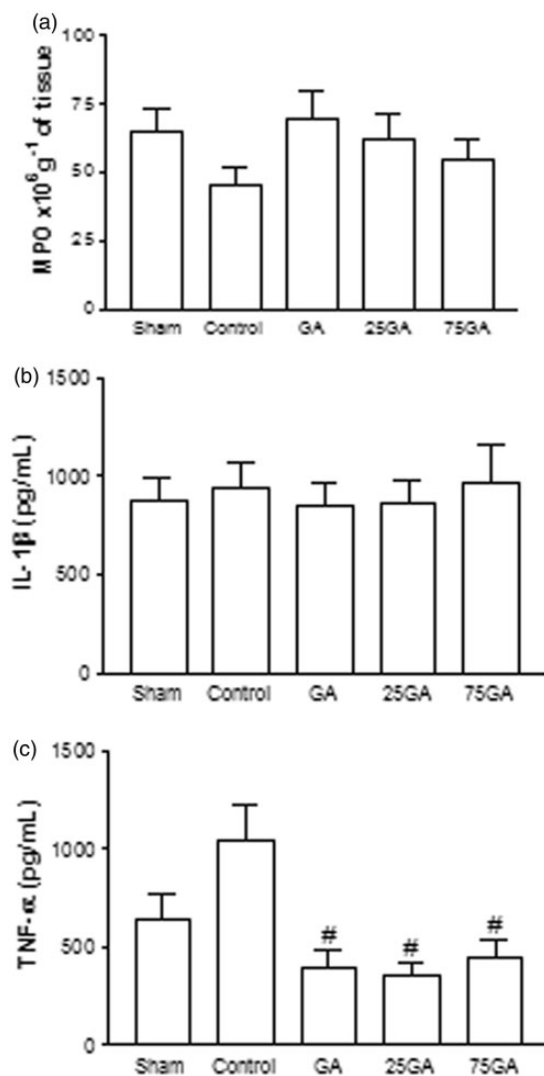 (a)
MPO x10⁶ g⁻¹ of tissue
100
75
50
25
0
Sham Control GA 25GA 75GA
(b)
IL-1β (pg/mL)
1500
1000
500
0
Sham Control GA 25GA 75GA
(c)
TNF-α (pg/mL)
1500
1000
500
0
# # #
Sham Control GA 25GA 75GA